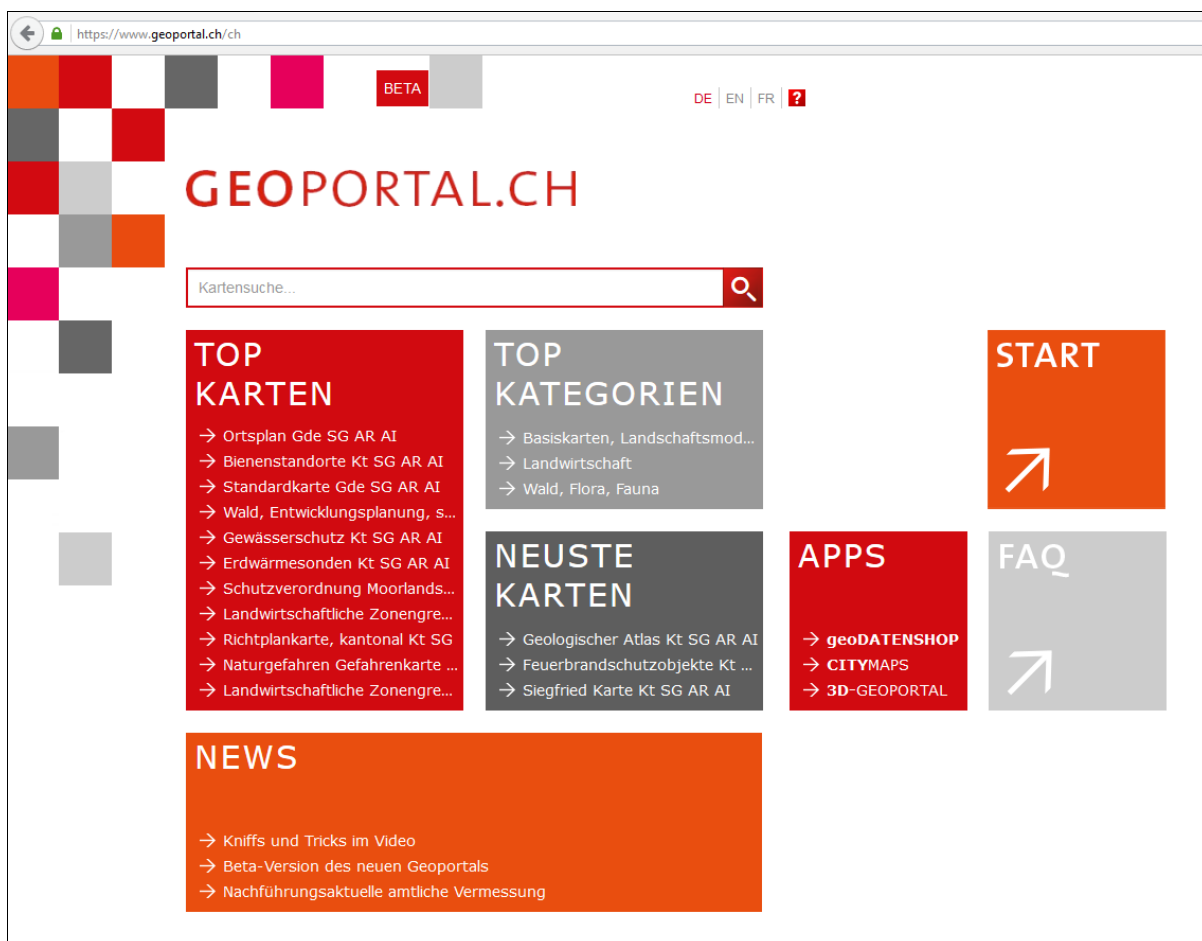 https://www.geoportal.ch/ch
BETA
DE EN FR ?
GEOPORTAL.CH
Kartensuche...
TOP
KARTEN
→ Ortsplan Gde SG AR AI
→ Bienenstandorte Kt SG AR AI
→ Standardkarte Gde SG AR AI
→ Wald, Entwicklungsplanung, s...
→ Gewässerschutz Kt SG AR AI
→ Erdwärmesonden Kt SG AR AI
→ Schutzverordnung Moorlands...
→ Landwirtschaftliche Zonengre...
→ Richtplankarte, kantonal Kt SG
→ Naturgefahren Gefahrenkarte ...
→ Landwirtschaftliche Zonengre...
TOP
KATEGORIEN
→ Basiskarten, Landschaftsmod...
→ Landwirtschaft
→ Wald, Flora, Fauna
START
NEUSTE
KARTEN
→ Geologischer Atlas Kt SG AR AI
→ Feuerbrandschutzobjekte Kt ...
→ Siegfried Karte Kt SG AR AI
APPS
→ geoDATENSHOP
→ CITYMAPS
→ 3D-GEOPORTAL
FAQ
NEWS
→ Kniffs und Tricks im Video
→ Beta-Version des neuen Geoportals
→ Nachführungsaktuelle amtliche Vermessung